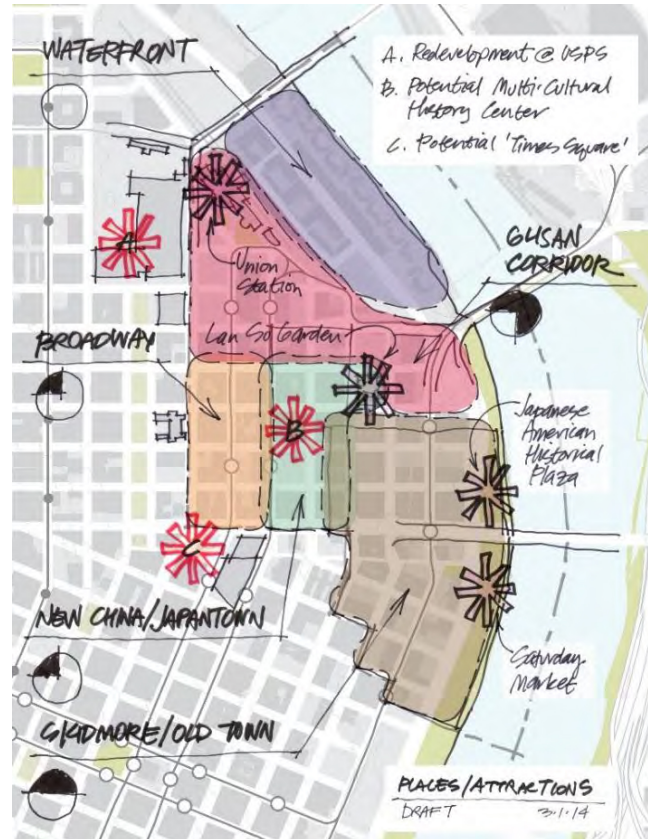 WATERFRONT
A. Redevelopment @ USPS
B. Potential Multi-Cultural
History Center
C. Potential 'Times Square'
A
Union
Station
GLISAN
CORRIDOR
Lan Su Garden
BROADWAY
B
Japanese
American
Historical
Plaza
C
NEW CHINA/JAPANTOWN
Saturday
Market
SKIDMORE/OLD TOWN
PLACES/ATTRACTIONS
DRAFT 3.1.14